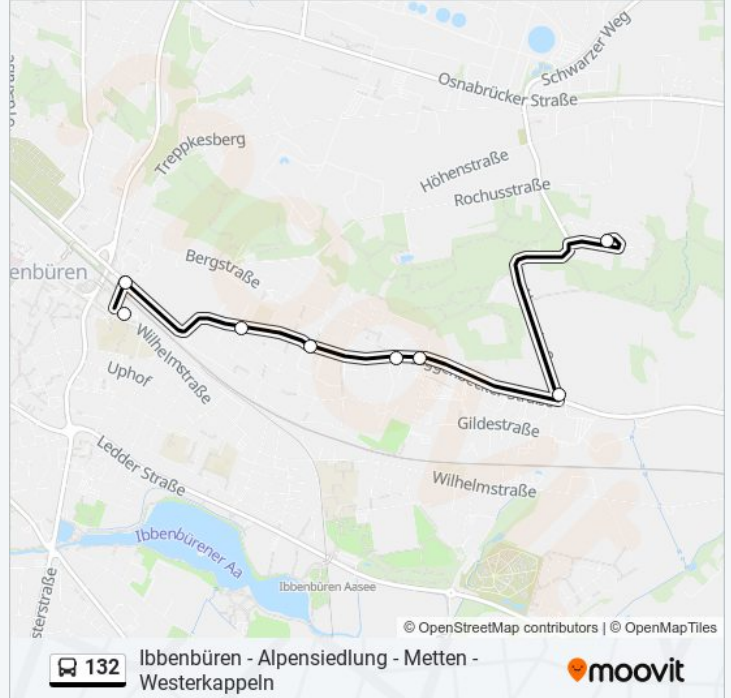 Schwarzer Weg
Osnabrücker Straße
Treppkesberg
Höhenstraße
Rochusstraße
Bergstraße
enbüren
Wilhelmstraße
Uphof
Gildestraße
Ledder Straße
Wilhelmstraße
Ibbenbürener Aa
Ibbenbüren Aasee
sterstraße
© OpenStreetMap contributors | © OpenMapTiles
132
Ibbenbüren - Alpensiedlung - Metten -
Westerkappeln
moovit